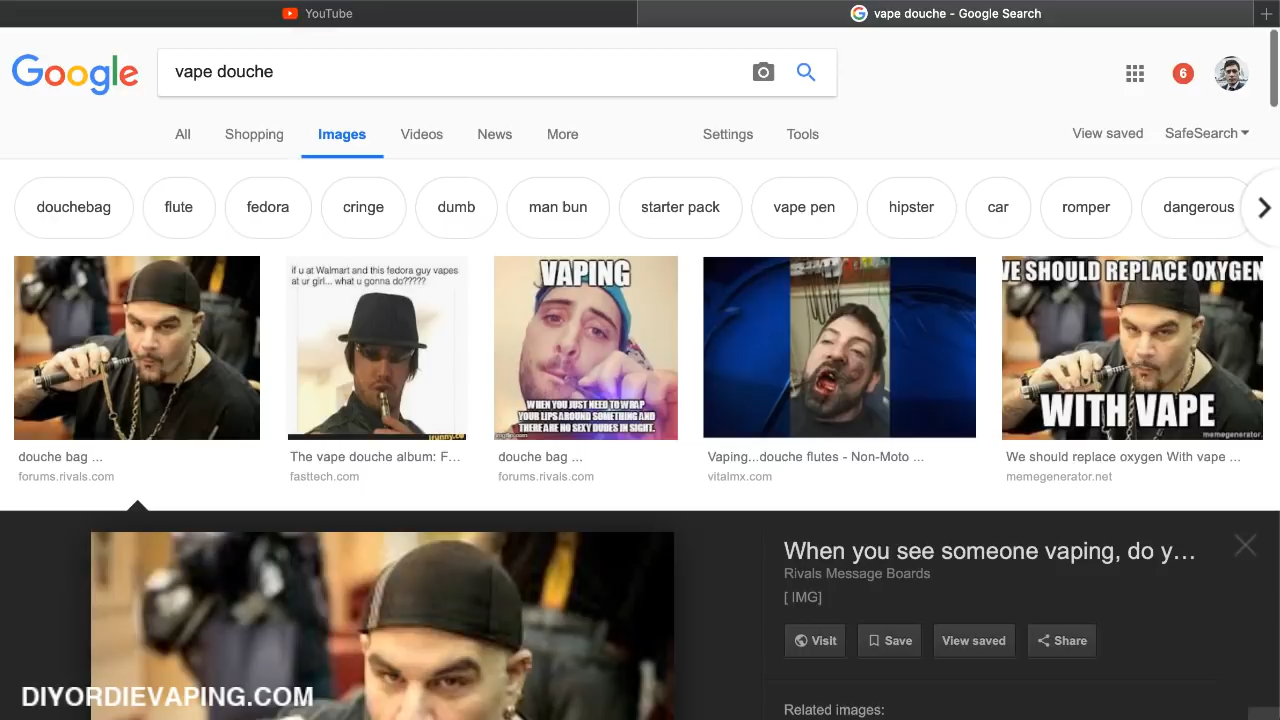 YouTube
vape douche - Google Search
Google
vape douche
6
All Shopping Images Videos News More Settings Tools View saved SafeSearch
douchebag flute fedora cringe dumb man bun starter pack vape pen hipster car romper dangerous
if u at Walmart and this fedora guy vapes
at ur girl... what u gonna do?????
VAPING
WHEN YOU JUST NEED TO WRAP
YOUR LIPS AROUND SOMETHING AND
THERE ARE NO SEXY DUDES IN SIGHT.
imgflip.com
WE SHOULD REPLACE OXYGEN
WITH VAPE
memegenerator.
douche bag ...
forums.rivals.com
The vape douche album: F...
fasttech.com
douche bag ...
forums.rivals.com
Vaping...douche flutes - Non-Moto ...
vitalmx.com
We should replace oxygen With vape ...
memegenerator.net
When you see someone vaping, do y...
Rivals Message Boards
[ IMG]
Visit Save View saved Share
Related images:
DIYORDIEVAPING.COM